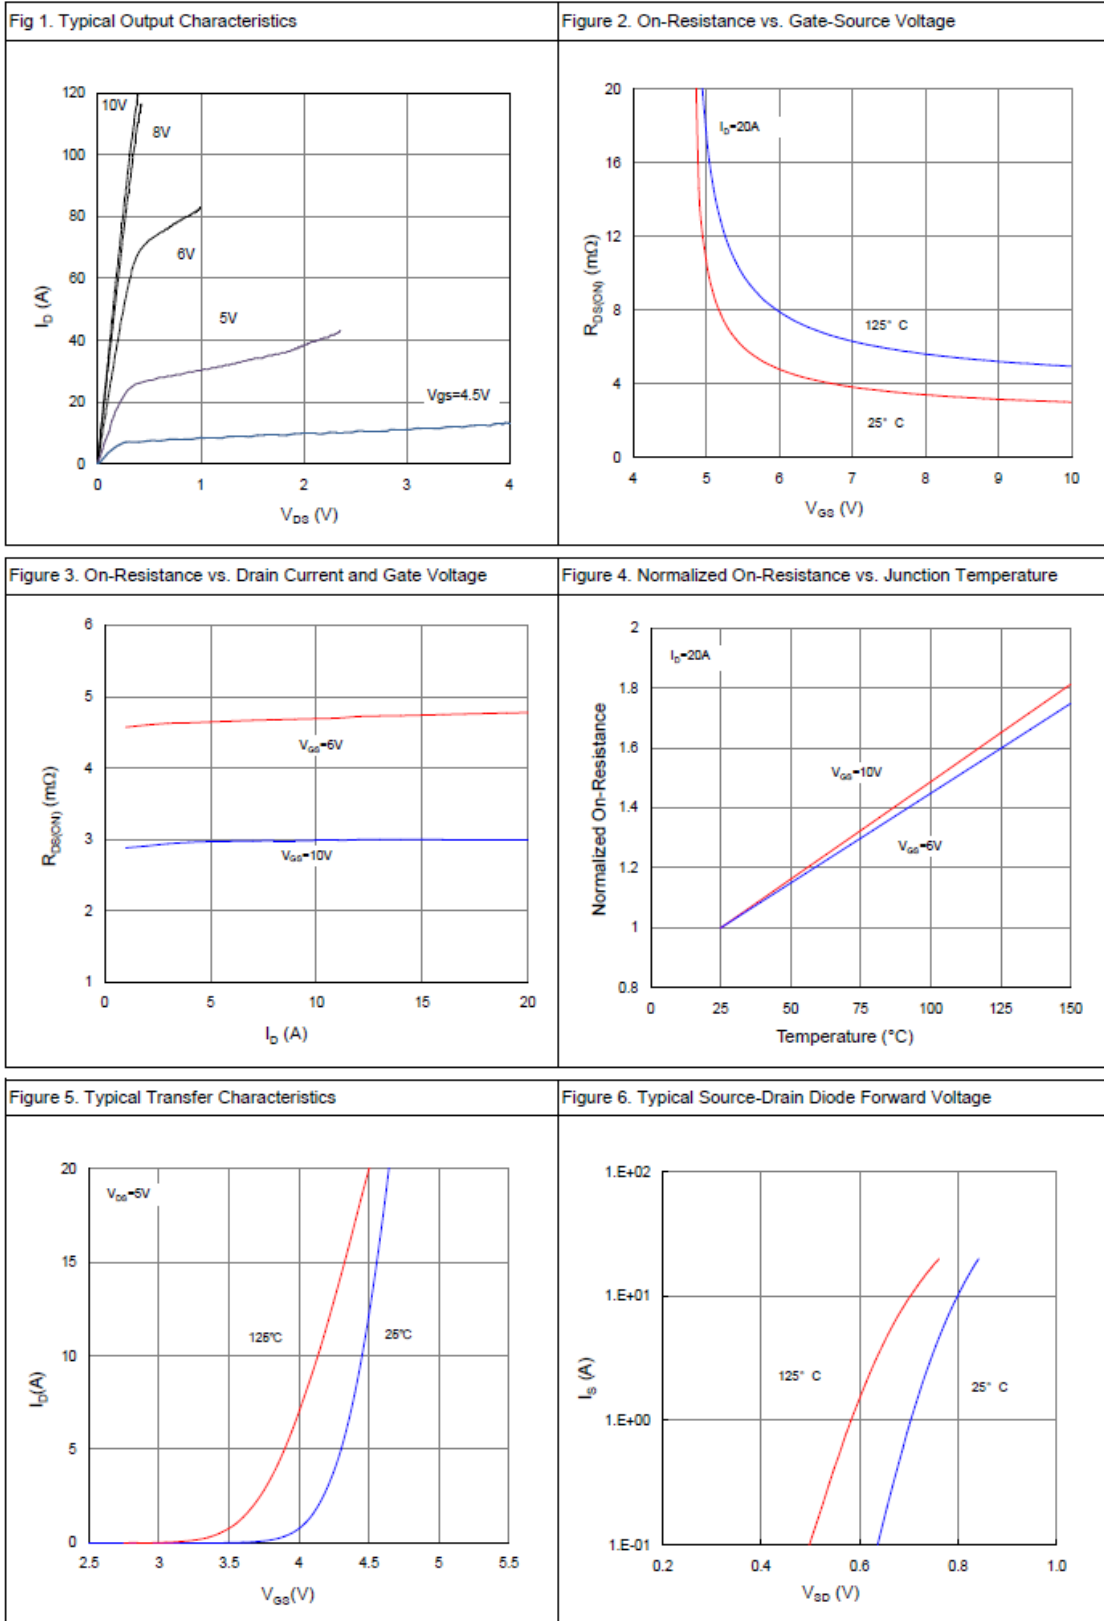 Fig 1. Typical Output Characteristics
120
100
80
60
40
20
0
I_D (A)
10V
8V
6V
5V
Vgs=4.5V
0 1 2 3 4
V_DS (V)
Figure 2. On-Resistance vs. Gate-Source Voltage
20
16
12
8
4
0
R_DS(ON) (mΩ)
I_D=20A
125° C
25° C
4 5 6 7 8 9 10
V_GS (V)
Figure 3. On-Resistance vs. Drain Current and Gate Voltage
6
5
4
3
2
1
R_DS(ON) (mΩ)
V_GS=6V
V_GS=10V
0 5 10 15 20
I_D (A)
Figure 4. Normalized On-Resistance vs. Junction Temperature
2
1.8
1.6
1.4
1.2
1
0.8
Normalized On-Resistance
I_D=20A
V_GS=10V
V_GS=6V
0 25 50 75 100 125 150
Temperature (°C)
Figure 5. Typical Transfer Characteristics
20
15
10
5
0
I_D(A)
V_DS=5V
125℃
25℃
2.5 3 3.5 4 4.5 5 5.5
V_GS(V)
Figure 6. Typical Source-Drain Diode Forward Voltage
1.E+02
1.E+01
1.E+00
1.E-01
I_S (A)
125° C
25° C
0.2 0.4 0.6 0.8 1.0
V_SD (V)